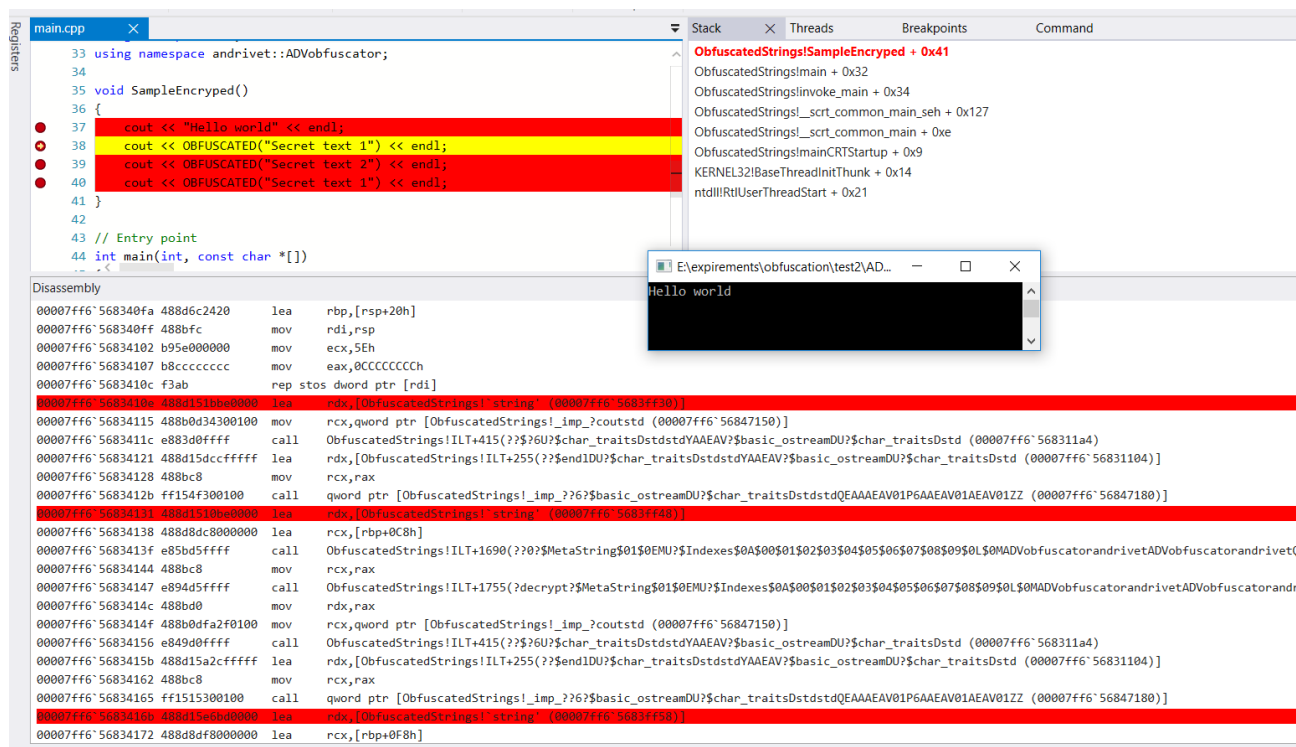 Registers
main.cpp
33 using namespace andrivet::ADVobfuscator;
34
35 void SampleEncryped()
36 {
37 cout << "Hello world" << endl;
38 cout << OBFUSCATED("Secret text 1") << endl;
39 cout << OBFUSCATED("Secret text 2") << endl;
40 cout << OBFUSCATED("Secret text 1") << endl;
41 }
42
43 // Entry point
44 int main(int, const char *[])
Stack Threads Breakpoints Command
ObfuscatedStrings!SampleEncryped + 0x41
ObfuscatedStrings!main + 0x32
ObfuscatedStrings!invoke_main + 0x34
ObfuscatedStrings!__scrt_common_main_seh + 0x127
ObfuscatedStrings!__scrt_common_main + 0xe
ObfuscatedStrings!mainCRTStartup + 0x9
KERNEL32!BaseThreadInitThunk + 0x14
ntdll!RtlUserThreadStart + 0x21
E:\expirements\obfuscation\test2\AD...
Hello world
Disassembly
00007ff6`568340fa 488d6c2420 lea rbp,[rsp+20h]
00007ff6`568340ff 488bfc mov rdi,rsp
00007ff6`56834102 b95e000000 mov ecx,5Eh
00007ff6`56834107 b8cccccccc mov eax,0CCCCCCCCh
00007ff6`5683410c f3ab rep stos dword ptr [rdi]
00007ff6`5683410e 488d151bbe0000 lea rdx,[ObfuscatedStrings!`string' (00007ff6`5683ff30)]
00007ff6`56834115 488b0d34300100 mov rcx,qword ptr [ObfuscatedStrings!_imp_?coutstd (00007ff6`56847150)]
00007ff6`5683411c e883d0ffff call ObfuscatedStrings!ILT+415(??$?6U?$char_traitsDstdstdYAAEAV?$basic_ostreamDU?$char_traitsDstd (00007ff6`568311a4)
00007ff6`56834121 488d15dccfffff lea rdx,[ObfuscatedStrings!ILT+255(??$endlDU?$char_traitsDstdstdYAAEAV?$basic_ostreamDU?$char_traitsDstd (00007ff6`56831104)]
00007ff6`56834128 488bc8 mov rcx,rax
00007ff6`5683412b ff154f300100 call qword ptr [ObfuscatedStrings!_imp_??6?$basic_ostreamDU?$char_traitsDstdstdQEAAAEAV01P6AAEAV01AEAV01ZZ (00007ff6`56847180)]
00007ff6`56834131 488d1510be0000 lea rdx,[ObfuscatedStrings!`string' (00007ff6`5683ff48)]
00007ff6`56834138 488d8dc8000000 lea rcx,[rbp+0C8h]
00007ff6`5683413f e85bd5ffff call ObfuscatedStrings!ILT+1690(??0?$MetaString$01$0EMU?$Indexes$0A$00$01$02$03$04$05$06$07$08$09$0L$0MADVobfuscatorandrivetADVobfuscatorandrivetQ
00007ff6`56834144 488bc8 mov rcx,rax
00007ff6`56834147 e894d5ffff call ObfuscatedStrings!ILT+1755(?decrypt?$MetaString$01$0EMU?$Indexes$0A$00$01$02$03$04$05$06$07$08$09$0L$0MADVobfuscatorandrivetADVobfuscatorandr
00007ff6`5683414c 488bd0 mov rdx,rax
00007ff6`5683414f 488b0dfa2f0100 mov rcx,qword ptr [ObfuscatedStrings!_imp_?coutstd (00007ff6`56847150)]
00007ff6`56834156 e849d0ffff call ObfuscatedStrings!ILT+415(??$?6U?$char_traitsDstdstdYAAEAV?$basic_ostreamDU?$char_traitsDstd (00007ff6`568311a4)
00007ff6`5683415b 488d15a2cfffff lea rdx,[ObfuscatedStrings!ILT+255(??$endlDU?$char_traitsDstdstdYAAEAV?$basic_ostreamDU?$char_traitsDstd (00007ff6`56831104)]
00007ff6`56834162 488bc8 mov rcx,rax
00007ff6`56834165 ff1515300100 call qword ptr [ObfuscatedStrings!_imp_??6?$basic_ostreamDU?$char_traitsDstdstdQEAAAEAV01P6AAEAV01AEAV01ZZ (00007ff6`56847180)]
00007ff6`5683416b 488d15e6bd0000 lea rdx,[ObfuscatedStrings!`string' (00007ff6`5683ff58)]
00007ff6`56834172 488d8df8000000 lea rcx,[rbp+0F8h]